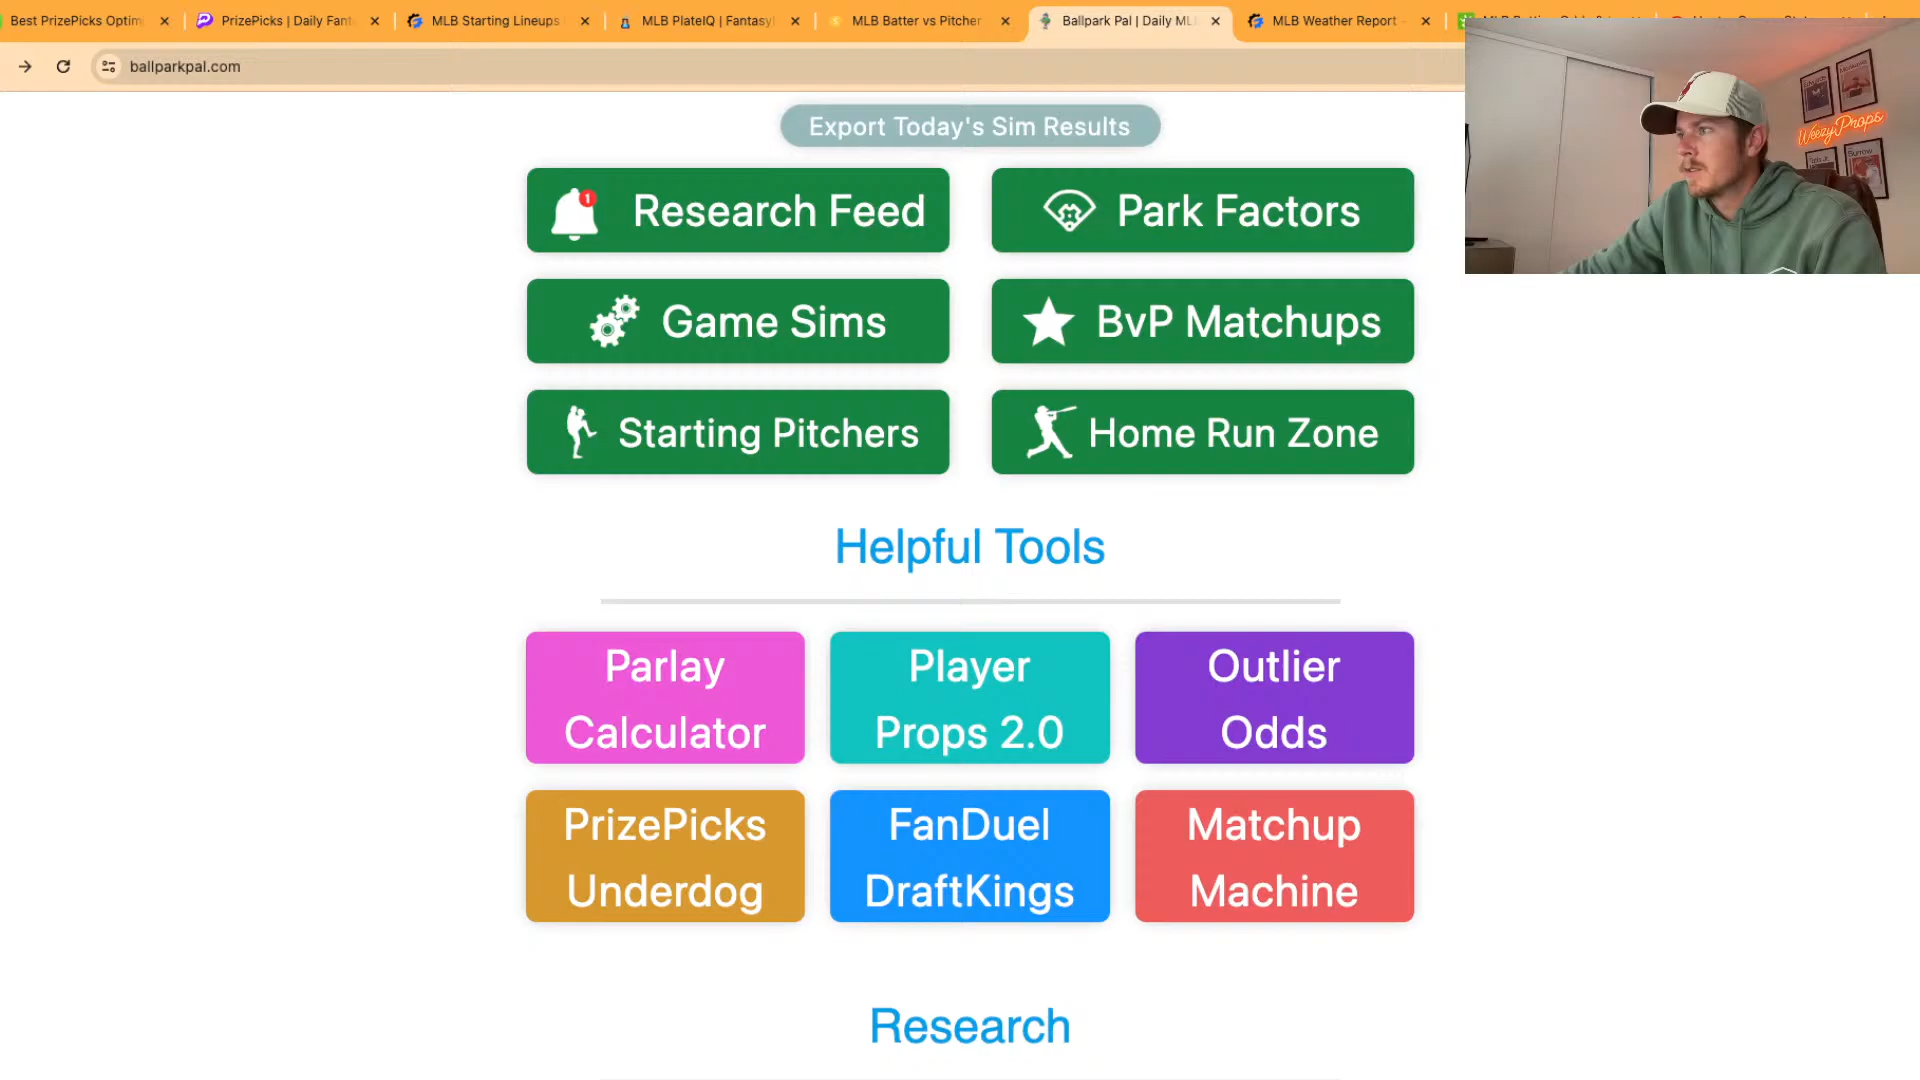 Best PrizePicks Optim
PrizePicks | Daily Fant
MLB Starting Lineups
MLB PlateIQ | Fantasy
MLB Batter vs Pitcher
Ballpark Pal | Daily ML
MLB Weather Report -
ballparkpal.com
WeezyProps
Burrow
Export Today's Sim Results
1
Research Feed
Park Factors
Game Sims
BvP Matchups
Starting Pitchers
Home Run Zone
Helpful Tools
Parlay
Calculator
Player
Props 2.0
Outlier
Odds
PrizePicks
Underdog
FanDuel
DraftKings
Matchup
Machine
Research